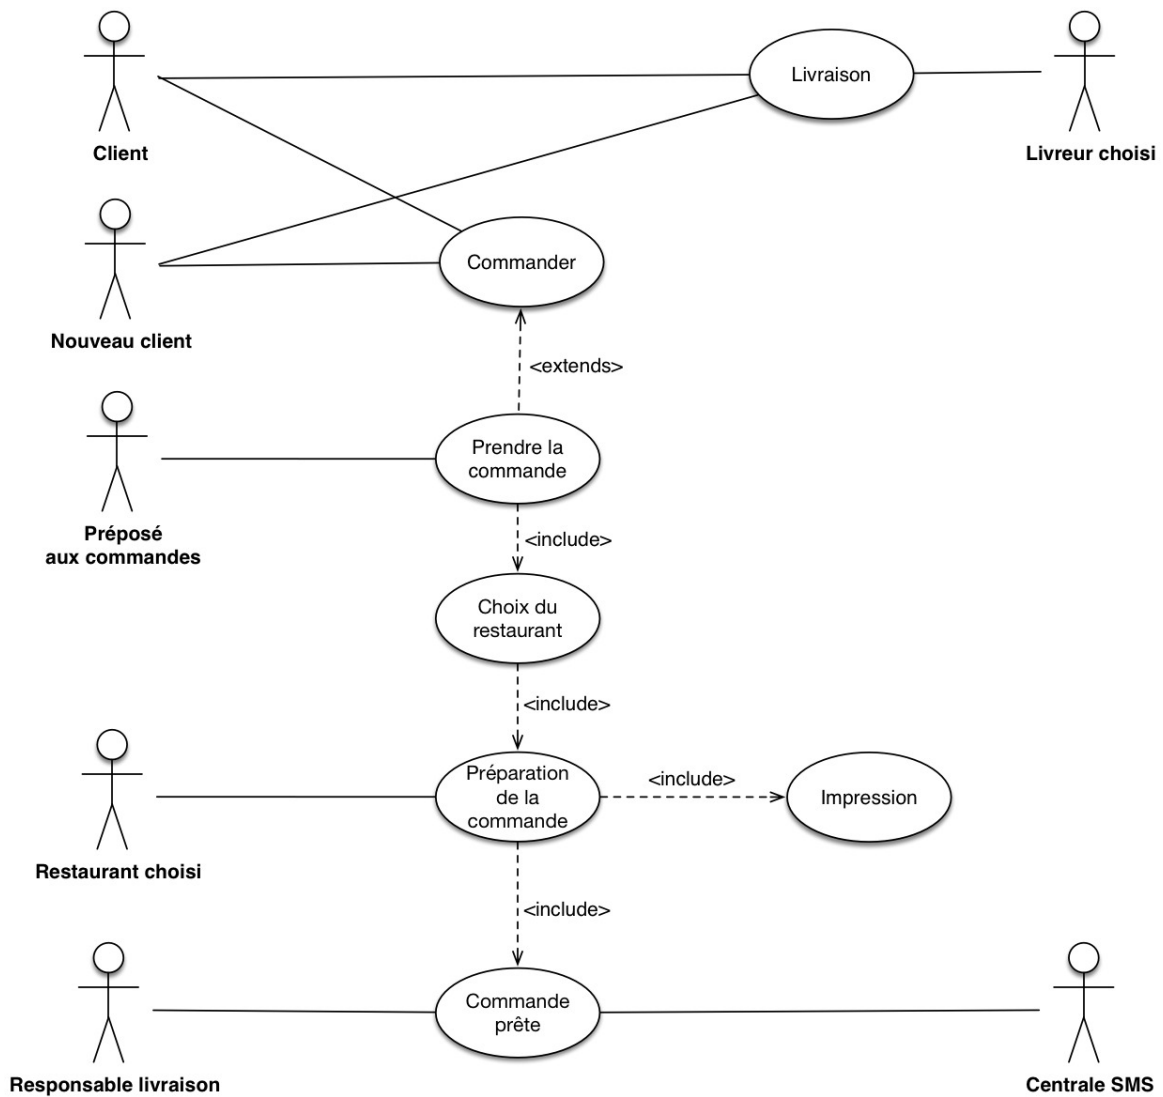 Livraison
Client
Livreur choisi
Commander
Nouveau client
<extends>
Prendre la
commande
Préposé
aux commandes
<include>
Choix du
restaurant
<include>
Préparation
de la
commande
<include>
Impression
Restaurant choisi
<include>
Commande
prête
Responsable livraison
Centrale SMS